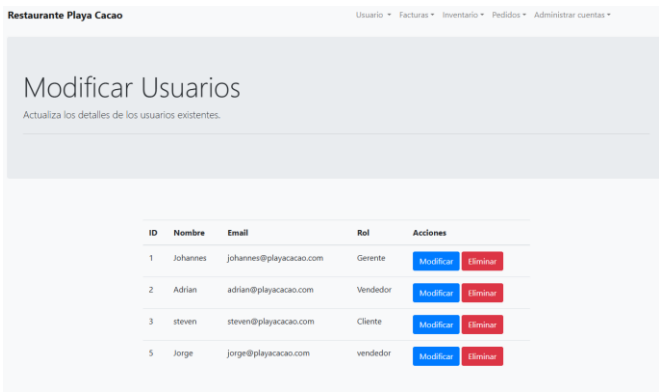 Restaurante Playa Cacao Usuario Facturas Inventario Pedidos Administrar cuentas
Modificar Usuarios
Actualiza los detalles de los usuarios existentes.
ID Nombre Email Rol Acciones
1 Johannes johannes@playacacao.com Gerente Modificar Eliminar
2 Adrian adrian@playacacao.com Vendedor Modificar Eliminar
3 steven steven@playacacao.com Cliente Modificar Eliminar
5 Jorge jorge@playacacao.com vendedor Modificar Eliminar